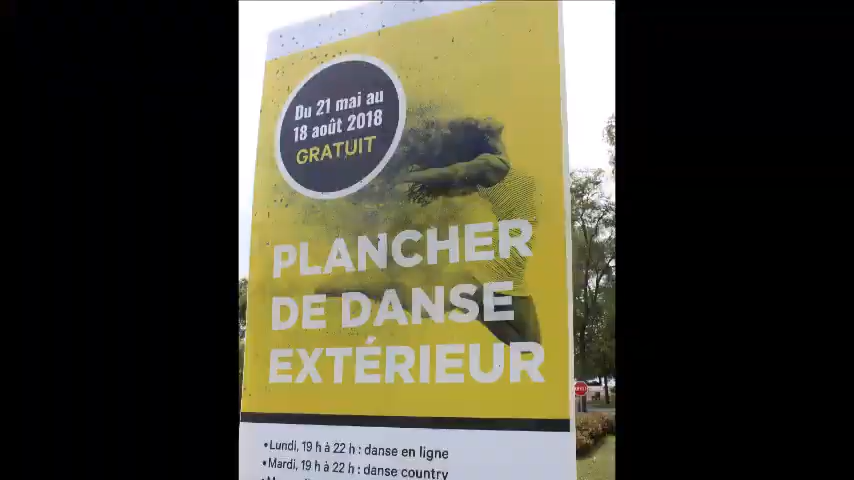 Du 21 mai au
18 août 2018
GRATUIT
PLANCHER
DE DANSE
EXTÉRIEUR
• Lundi, 19 h à 22 h : danse en ligne
• Mardi, 19 h à 22 h : danse country